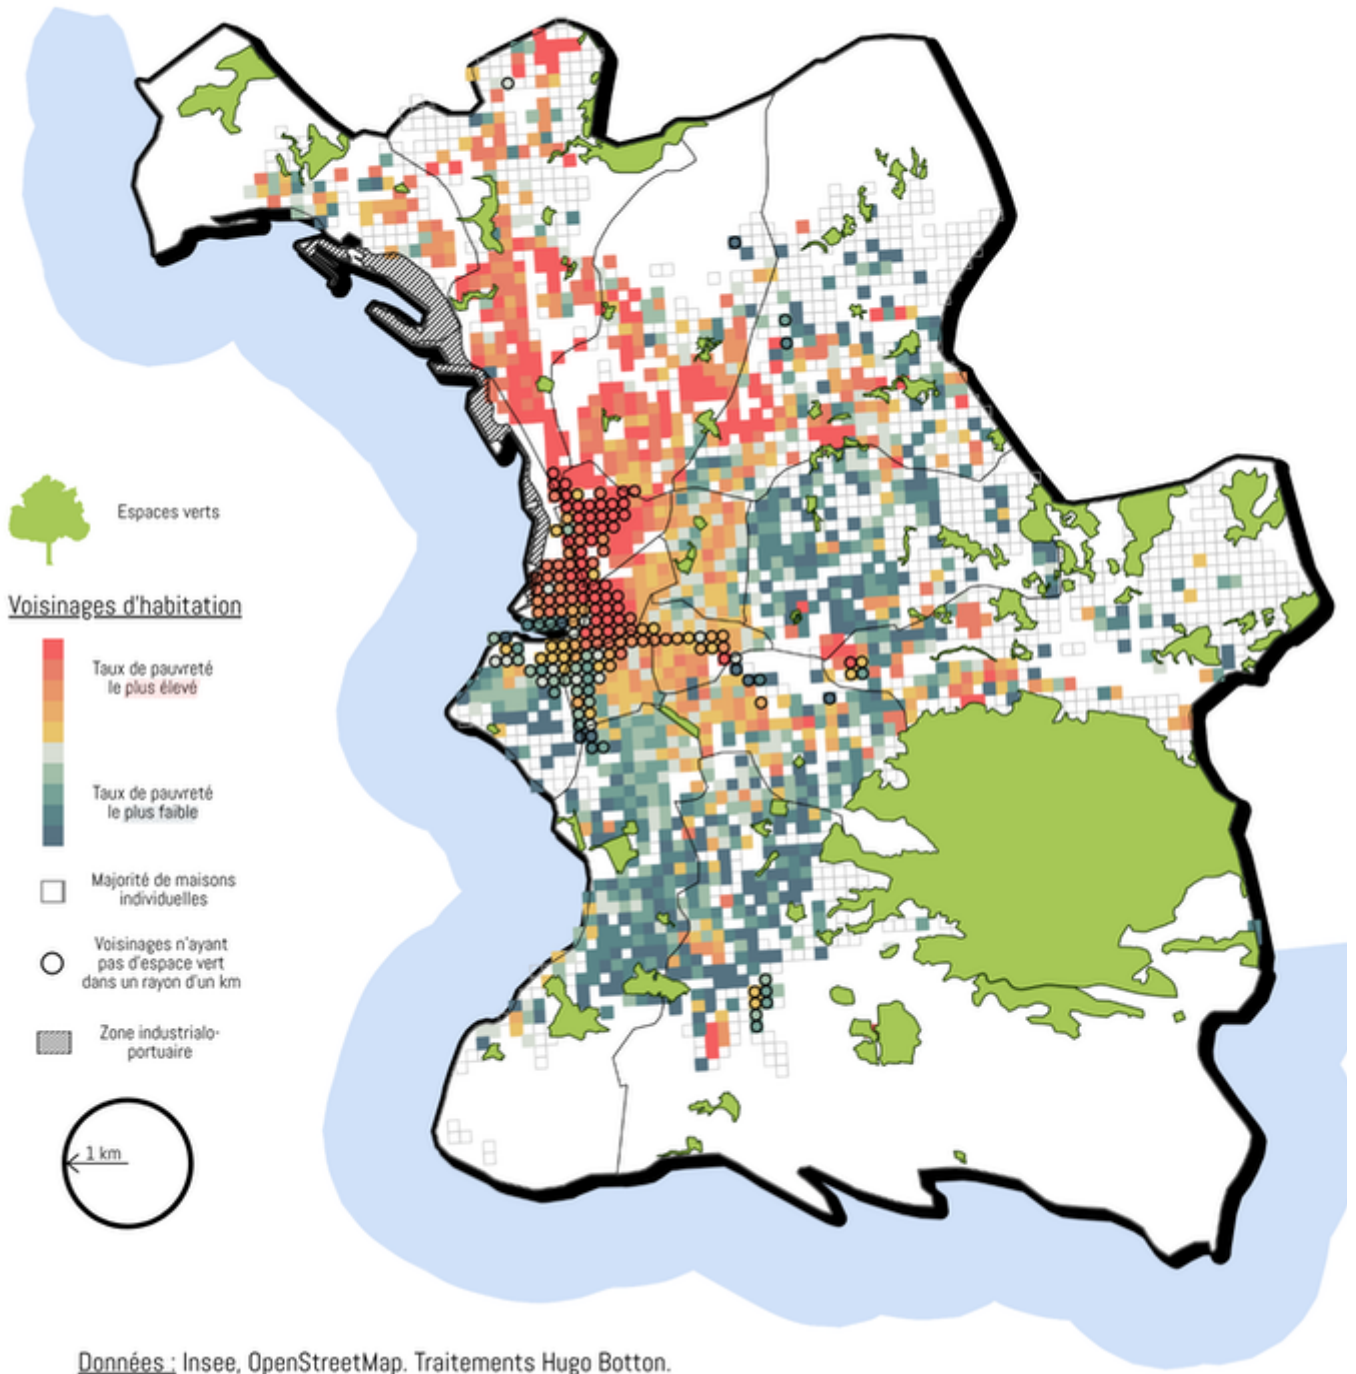 Espaces verts
Voisinages d'habitation
Taux de pauvreté
le plus élevé
Taux de pauvreté
le plus faible
Majorité de maisons
individuelles
Voisinages n'ayant
pas d'espace vert
dans un rayon d'un km
Zone industrialo-
portuaire
1 km
Données : Insee, OpenStreetMap. Traitements Hugo Botton.